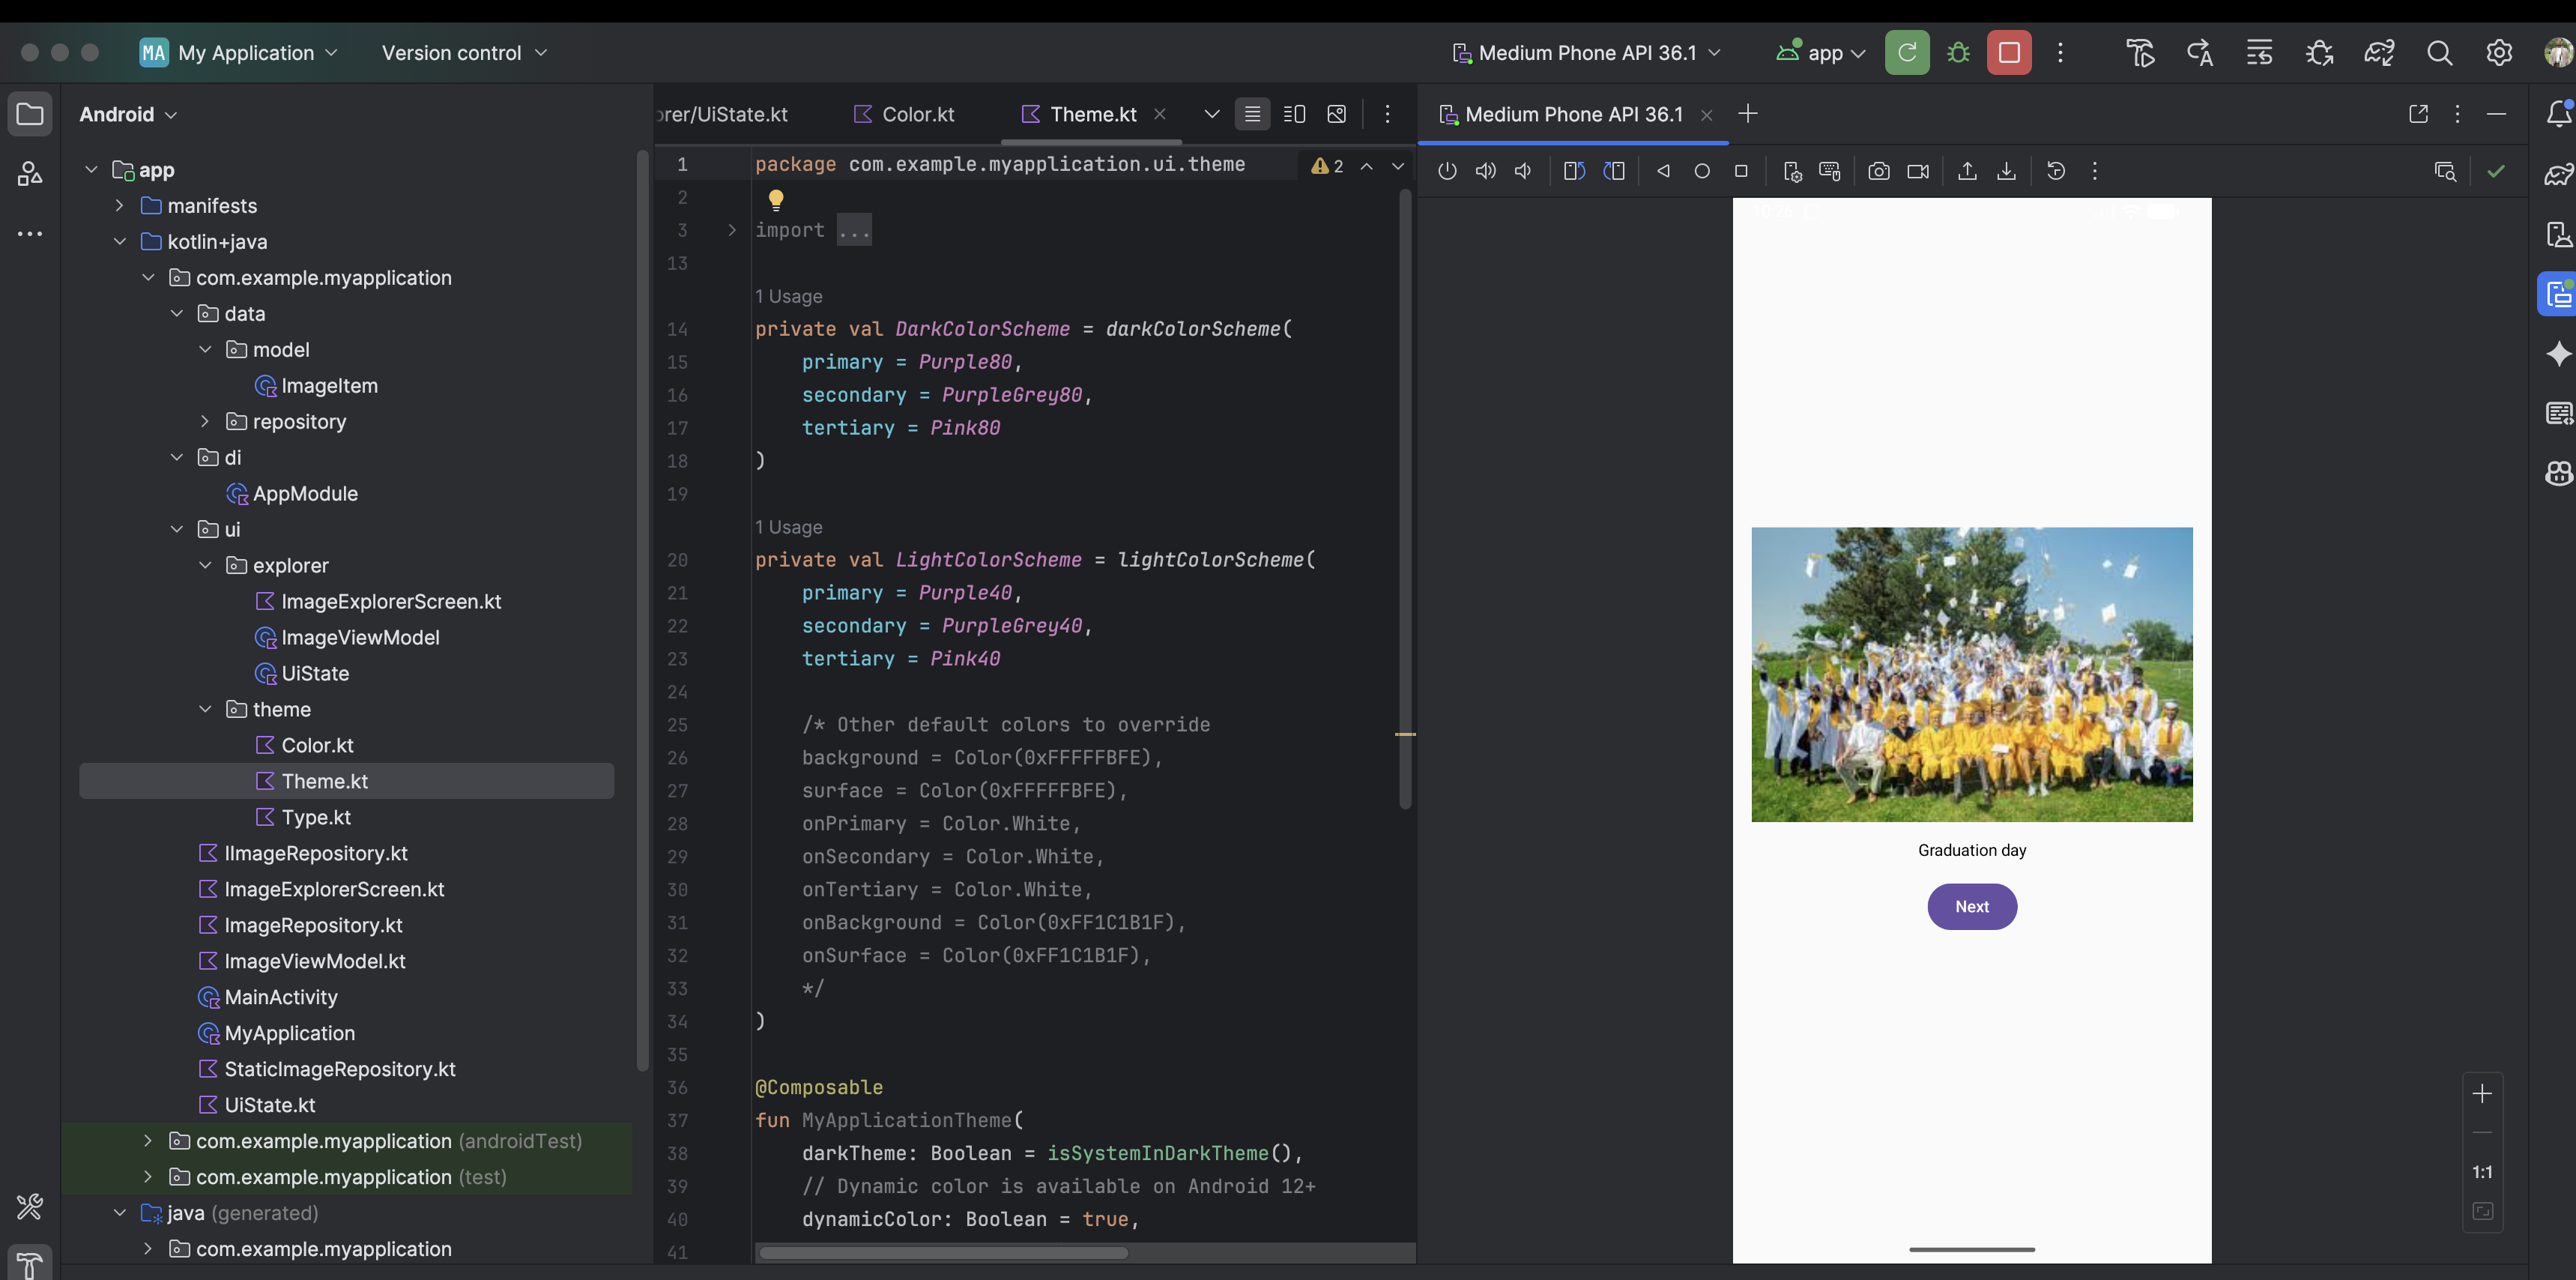 MA My Application
Version control
Medium Phone API 36.1
app
Android
app
manifests
kotlin+java
com.example.myapplication
data
model
ImageItem
repository
di
AppModule
ui
explorer
ImageExplorerScreen.kt
ImageViewModel
UiState
theme
Color.kt
Theme.kt
Type.kt
IImageRepository.kt
ImageExplorerScreen.kt
ImageRepository.kt
ImageViewModel.kt
MainActivity
MyApplication
StaticImageRepository.kt
UiState.kt
com.example.myapplication (androidTest)
com.example.myapplication (test)
java (generated)
com.example.myapplication
orer/UiState.kt
Color.kt
Theme.kt
1 package com.example.myapplication.ui.theme
2
2
3 import ...
13
1 Usage
14 private val DarkColorScheme = darkColorScheme(
15 primary = Purple80,
16 secondary = PurpleGrey80,
17 tertiary = Pink80
18 )
19
1 Usage
20 private val LightColorScheme = lightColorScheme(
21 primary = Purple40,
22 secondary = PurpleGrey40,
23 tertiary = Pink40
24
25 /* Other default colors to override
26 background = Color(0xFFFFFBFE),
27 surface = Color(0xFFFFFBFE),
28 onPrimary = Color.White,
29 onSecondary = Color.White,
30 onTertiary = Color.White,
31 onBackground = Color(0xFF1C1B1F),
32 onSurface = Color(0xFF1C1B1F),
33 */
34 )
35
36 @Composable
37 fun MyApplicationTheme(
38 darkTheme: Boolean = isSystemInDarkTheme(),
39 // Dynamic color is available on Android 12+
40 dynamicColor: Boolean = true,
41
Medium Phone API 36.1
Graduation day
Next
1:1